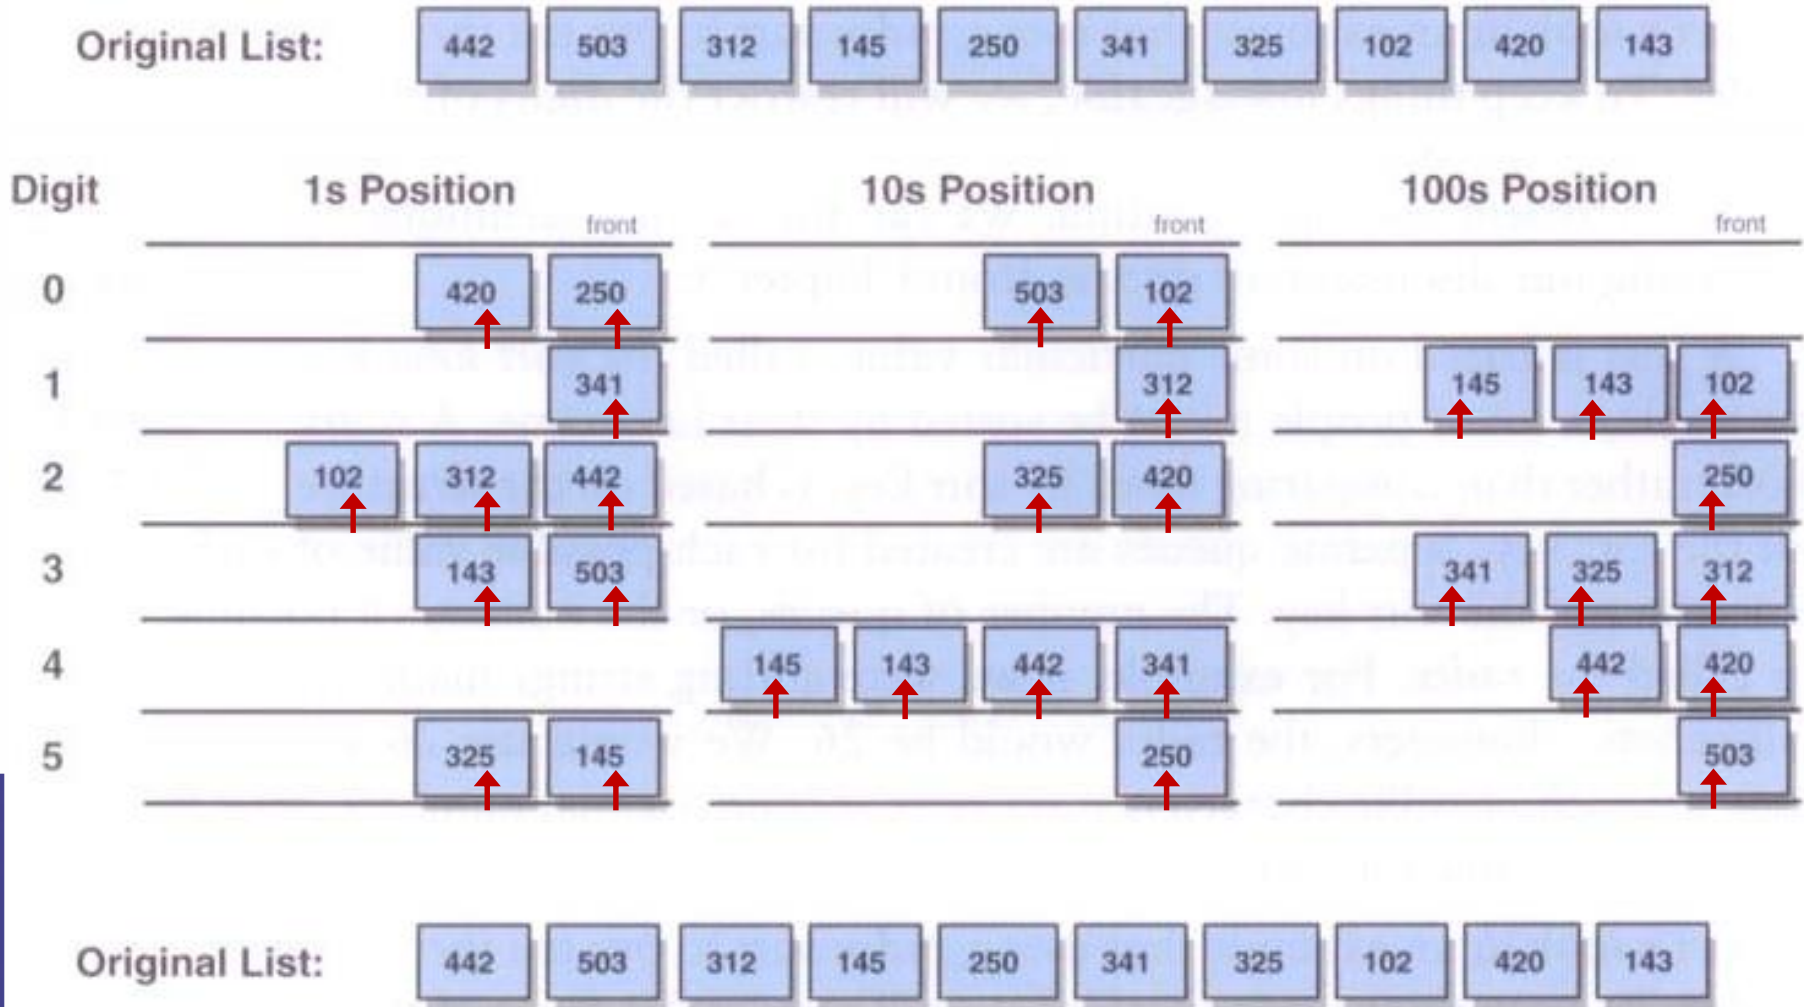 Original List: 442 503 312 145 250 341 325 102 420 143
Digit 1s Position 10s Position 100s Position
front front front
0 420 250 503 102
1 341 312 145 143 102
2 102 312 442 325 420 250
3 143 503 341 325 312
4 145 143 442 341 442 420
5 325 145 250 503
Original List: 442 503 312 145 250 341 325 102 420 143